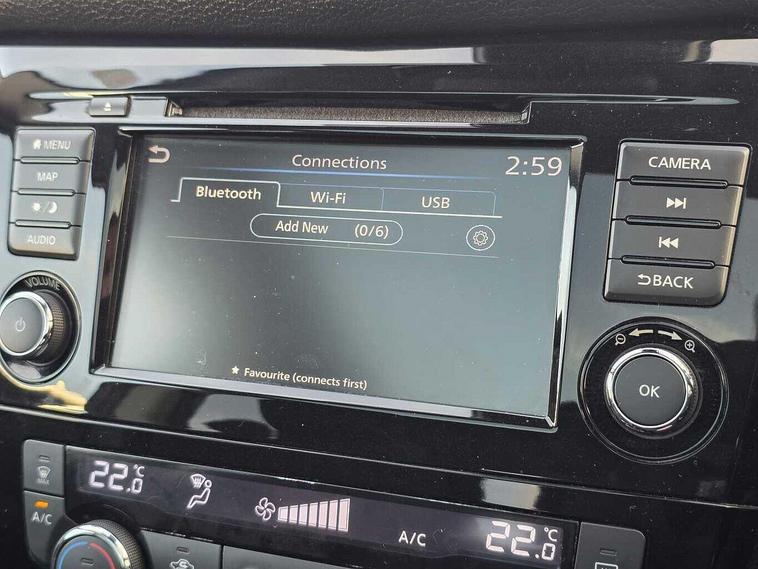 MENU
MAP
AUDIO
VOLUME
Connections
2:59
Bluetooth
Wi-Fi
USB
Add New (0/6)
★ Favourite (connects first)
CAMERA
BACK
OK
MAX
A/C
22.0 °C
A/C
22.0 °C